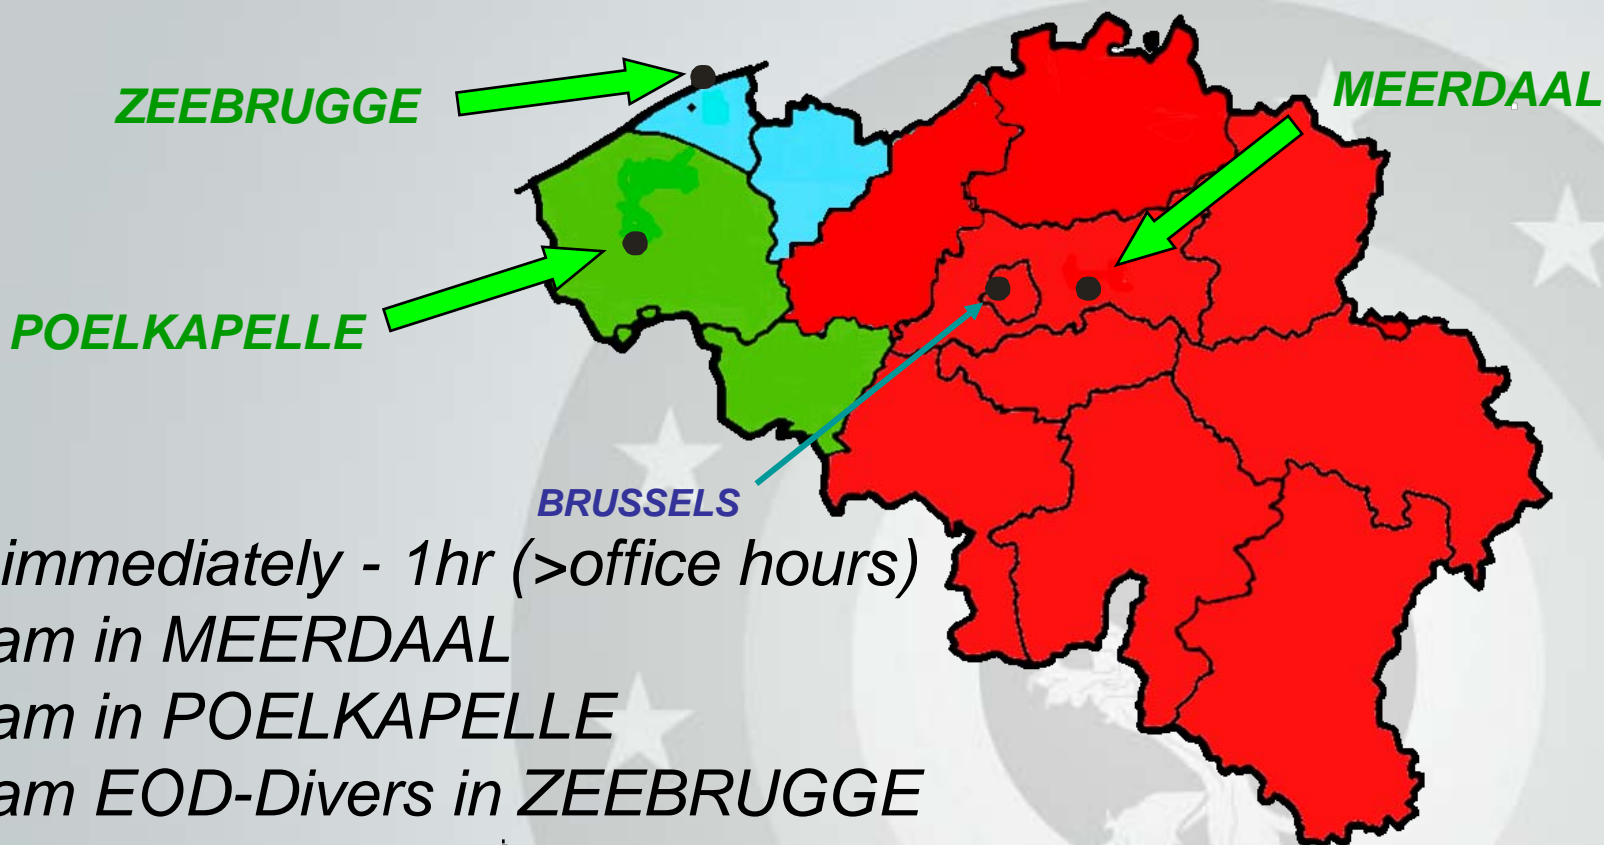 ZEEBRUGGE
MEERDAAL
POELKAPELLE
BRUSSELS
immediately - 1hr (>office hours)
am in MEERDAAL
am in POELKAPELLE
am EOD-Divers in ZEEBRUGGE